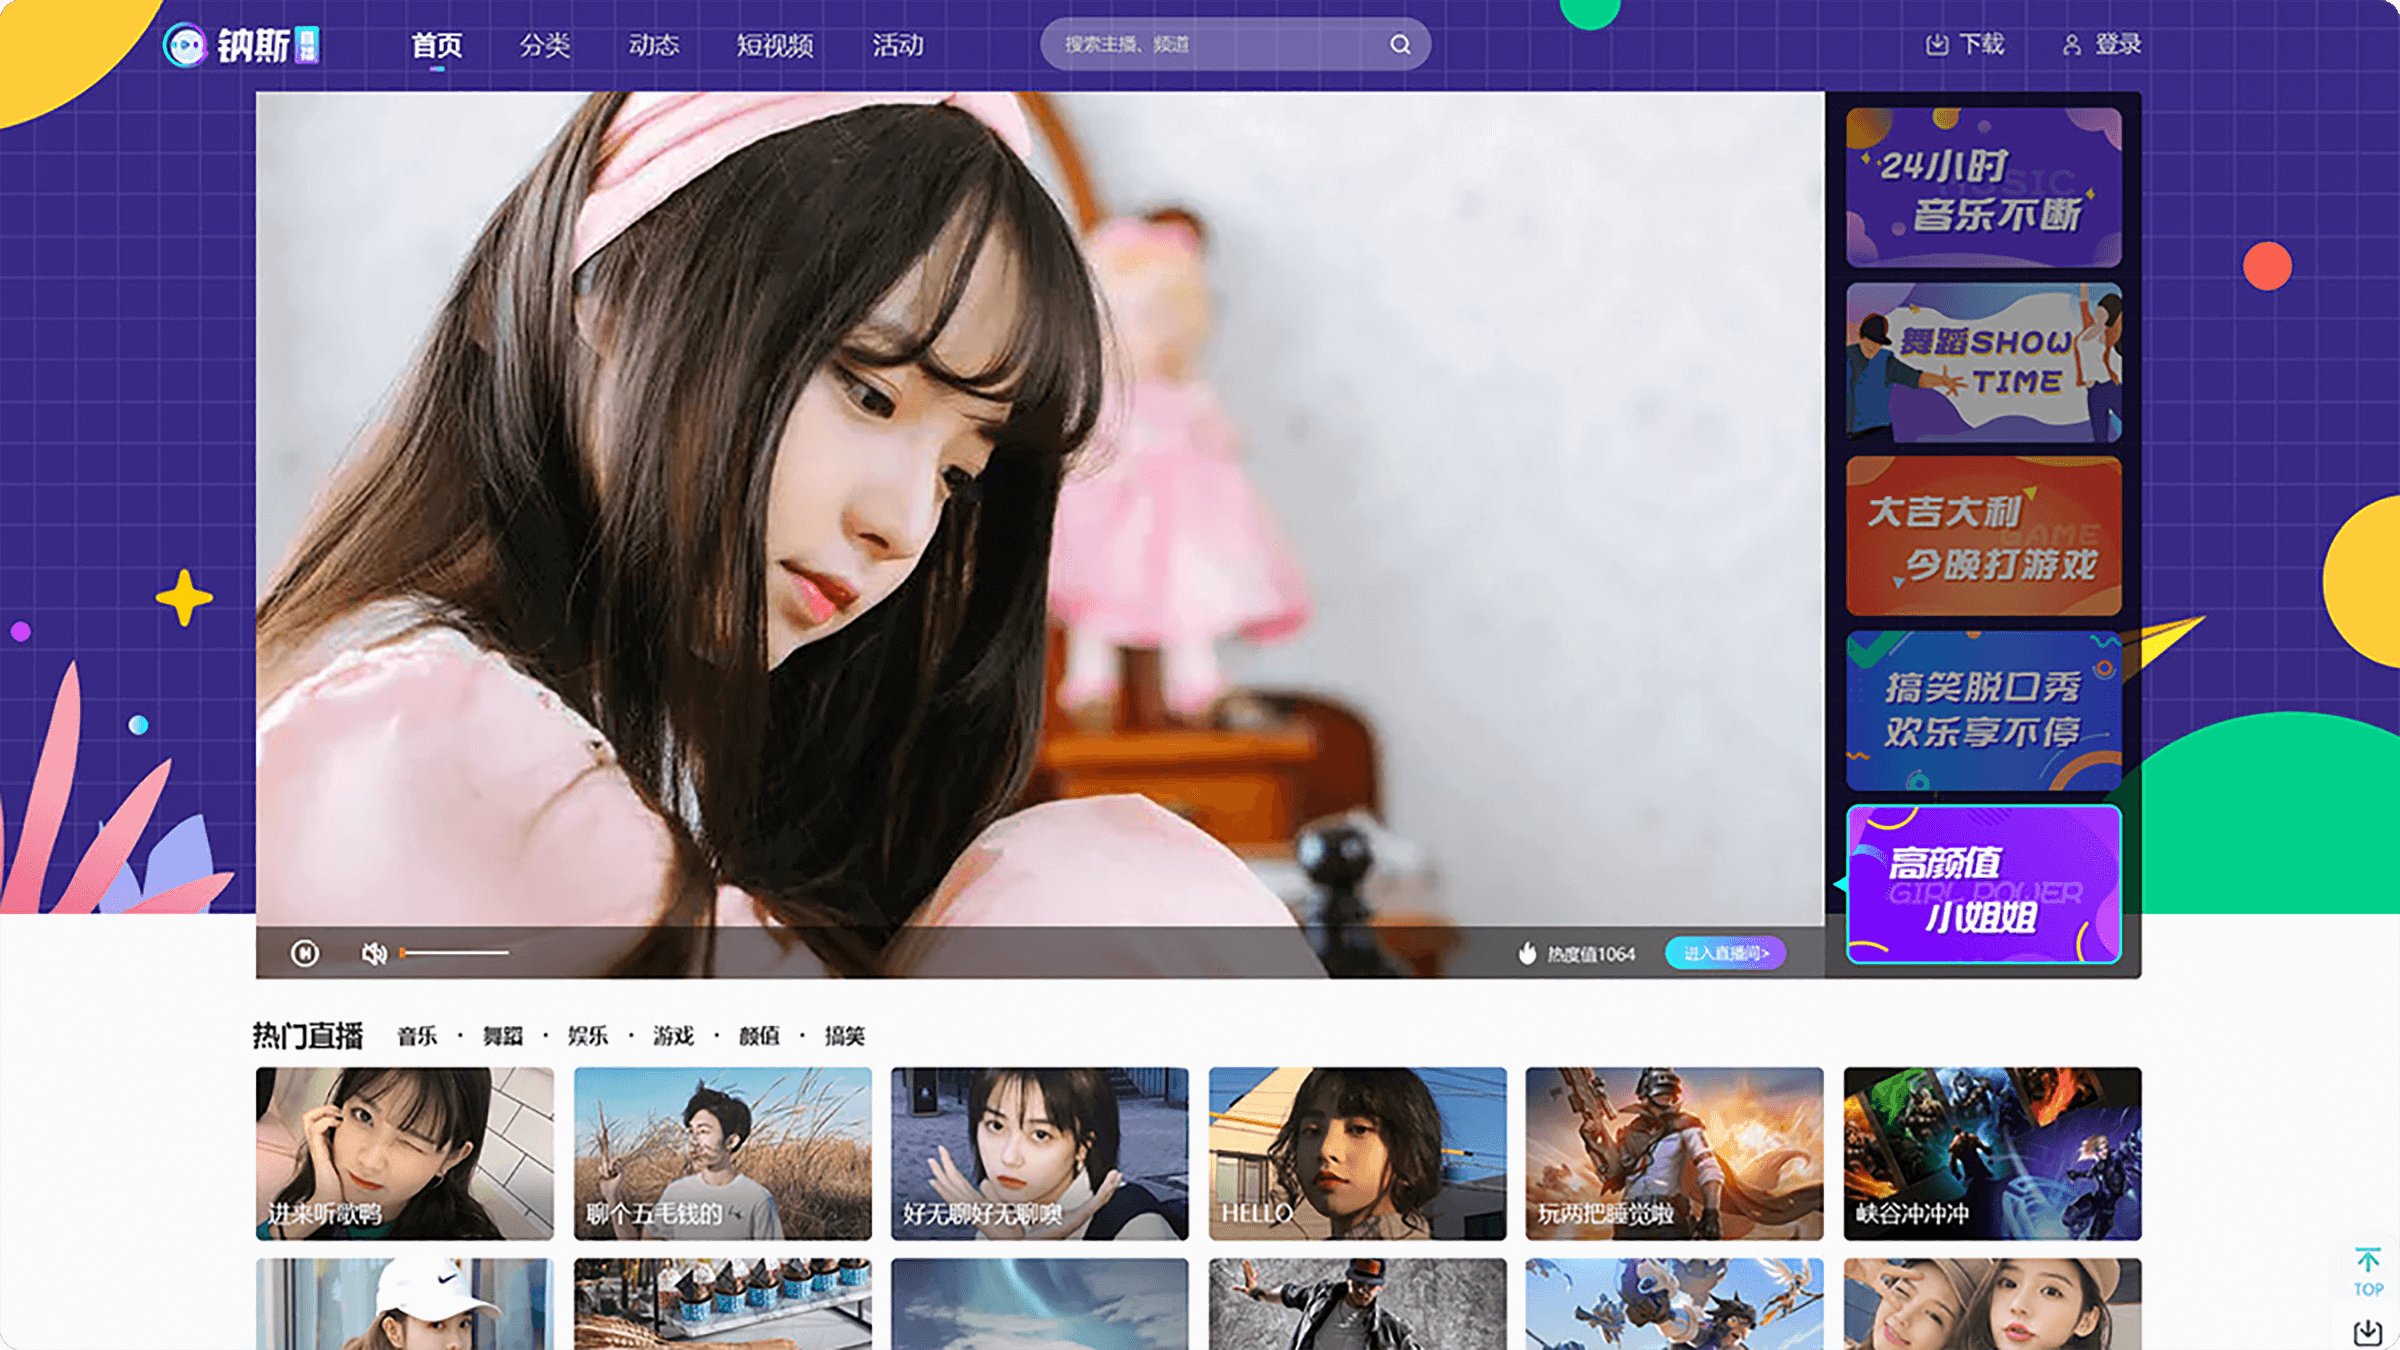 钠斯直播
首页 分类 动态 短视频 活动
搜索主播、频道
下载 登录
24小时
MUSIC
音乐不断
舞蹈SHOW
TIME
大吉大利
GAME
今晚打游戏
搞笑脱口秀
欢乐享不停
高颜值
GIRL POWER
小姐姐
热度值1064 进入直播间>
热门直播 音乐 · 舞蹈 · 娱乐 · 游戏 · 颜值 · 搞笑
进来听歌鸭 聊个五毛钱的 好无聊好无聊噢 HELLO 玩两把睡觉啦 峡谷冲冲冲
TOP